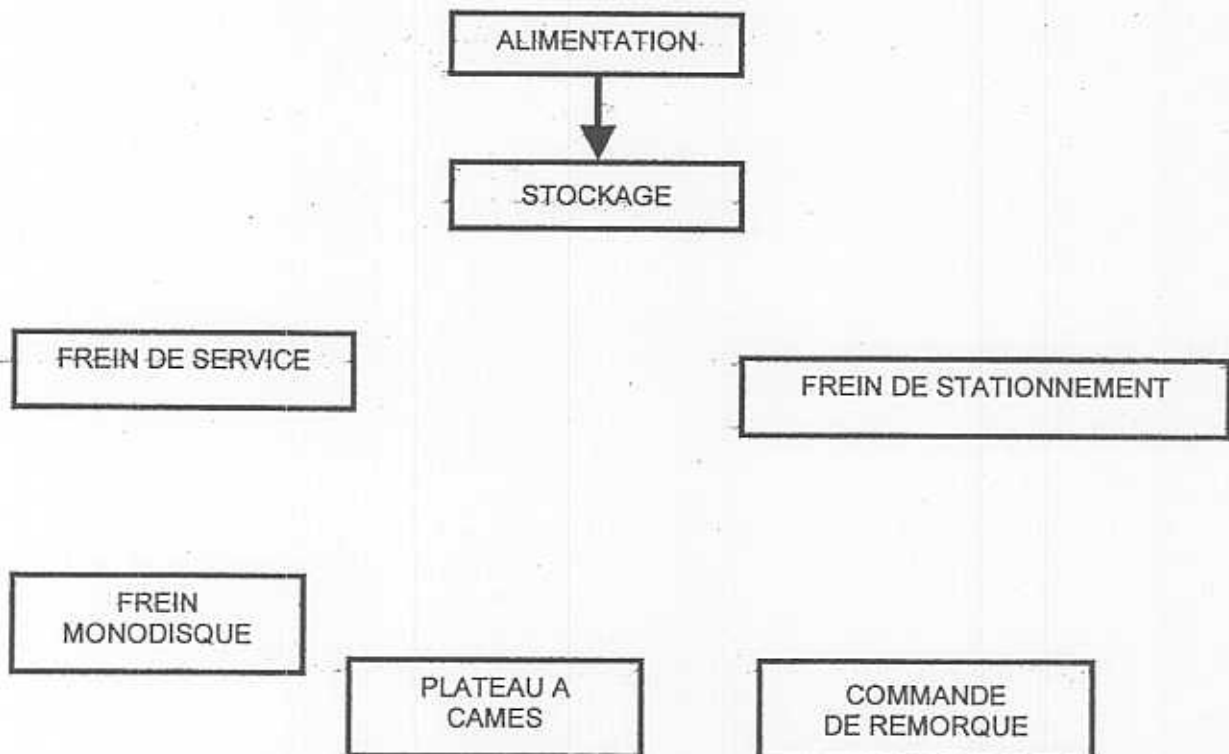 ALIMENTATION
STOCKAGE
FREIN DE SERVICE
FREIN DE STATIONNEMENT
FREIN
MONODISQUE
PLATEAU A
CAMES
COMMANDE
DE REMORQUE